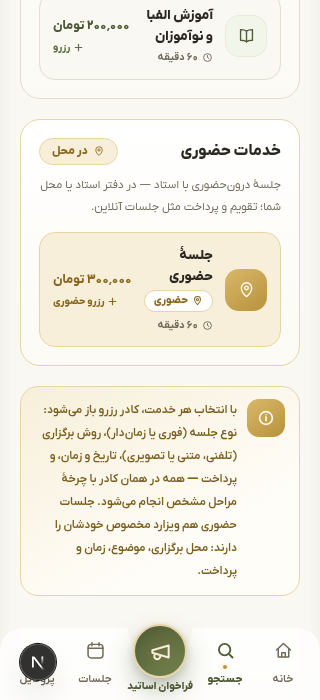 آموزش الفبا
و نوآموزان
۶۰ دقیقه
۲۰۰٬۰۰۰ تومان
+ رزرو
خدمات حضوری
در محل
جلسهٔ درون‌حضوری با استاد — در دفتر استاد یا محل
شما؛ تقویم و پرداخت مثل جلسات آنلاین.
جلسهٔ
حضوری
حضوری
۶۰ دقیقه
۳۰۰٬۰۰۰ تومان
+ رزرو حضوری
با انتخاب هر خدمت، کادر رزرو باز می‌شود:
نوع جلسه (فوری یا زمان‌دار)، روش برگزاری
(تلفنی، متنی یا تصویری)، تاریخ و زمان، و
پرداخت — همه در همان کادر با چرخهٔ
مراحل مشخص انجام می‌شود. جلسات
حضوری هم ویزارد مخصوص خودشان را
دارند: محل برگزاری، موضوع، زمان و
پرداخت.
خانه
جستجو
فراخوان اساتید
جلسات
پروفایل
N